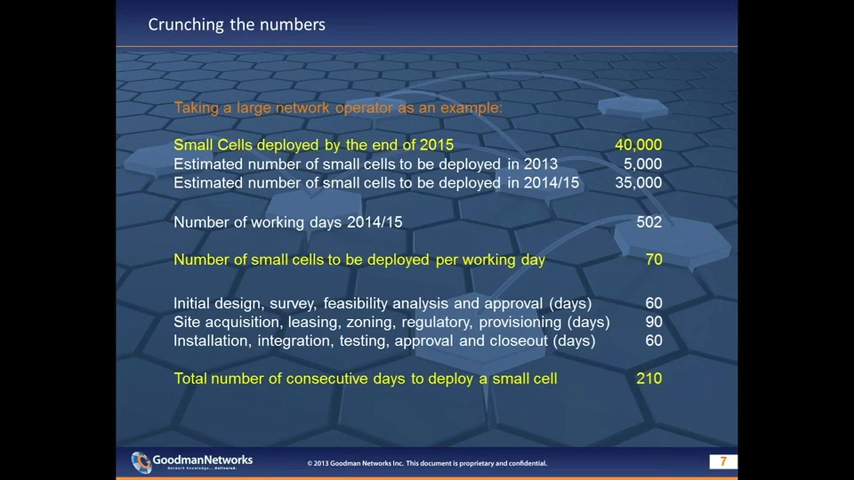 Crunching the numbers
Taking a large network operator as an example:
Small Cells deployed by the end of 2015 40,000
Estimated number of small cells to be deployed in 2013 5,000
Estimated number of small cells to be deployed in 2014/15 35,000
Number of working days 2014/15 502
Number of small cells to be deployed per working day 70
Initial design, survey, feasibility analysis and approval (days) 60
Site acquisition, leasing, zoning, regulatory, provisioning (days) 90
Installation, integration, testing, approval and closeout (days) 60
Total number of consecutive days to deploy a small cell 210
GoodmanNetworks
Network Knowledge... Delivered.
© 2013 Goodman Networks Inc. This document is proprietary and confidential.
7